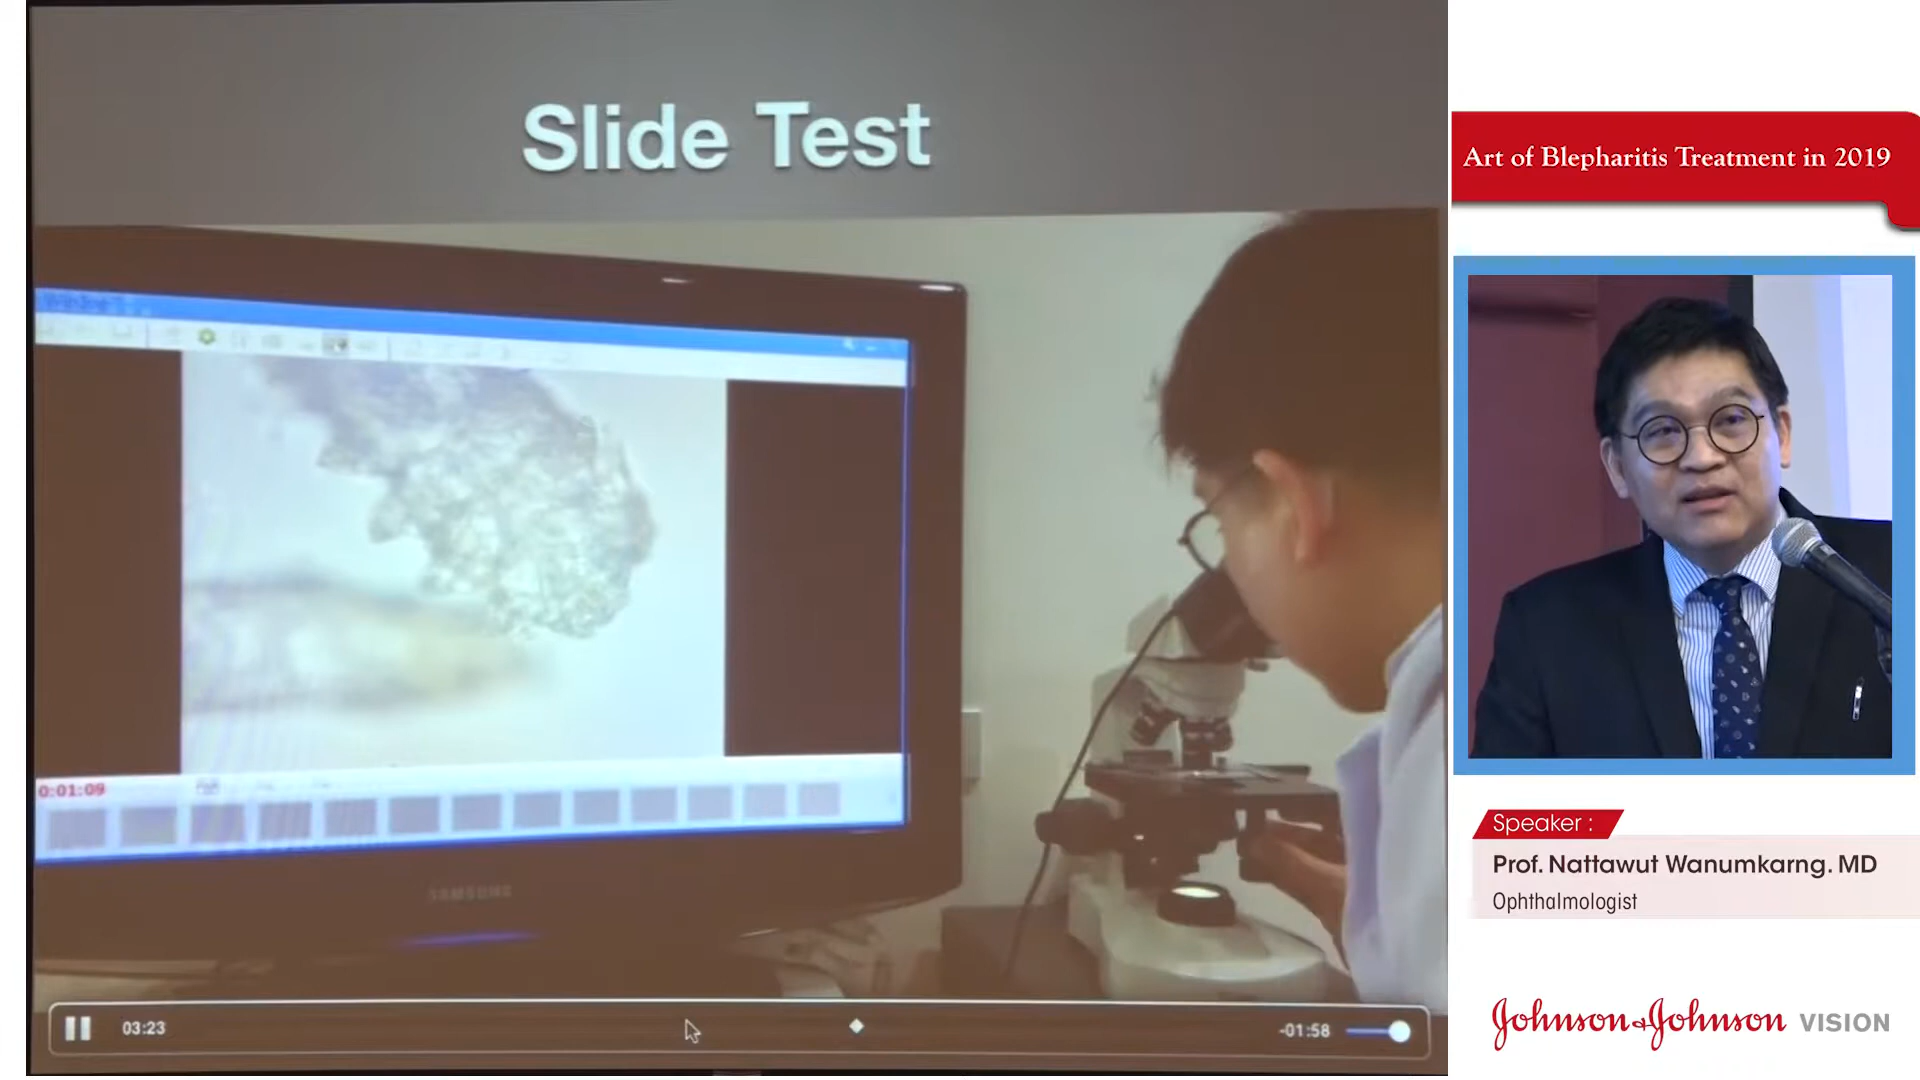 Slide Test
0:01:09
SAMSUNG
03:23
-01:58
Art of Blepharitis Treatment in 2019
Speaker :
Prof. Nattawut Wanumkarng. MD
Ophthalmologist
Johnson & Johnson VISION